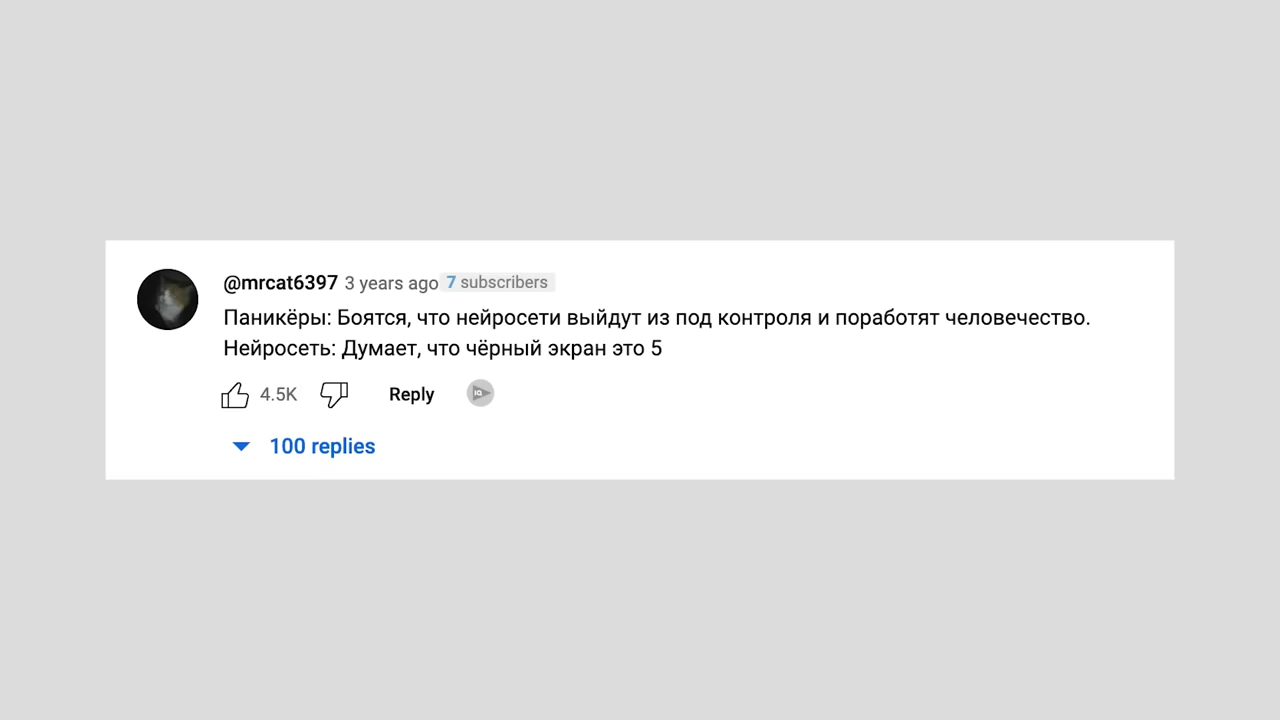 @mrcat6397 3 years ago 7 subscribers
Паникёры: Боятся, что нейросети выйдут из под контроля и поработят человечество.
Нейросеть: Думает, что чёрный экран это 5
4.5K Reply
100 replies